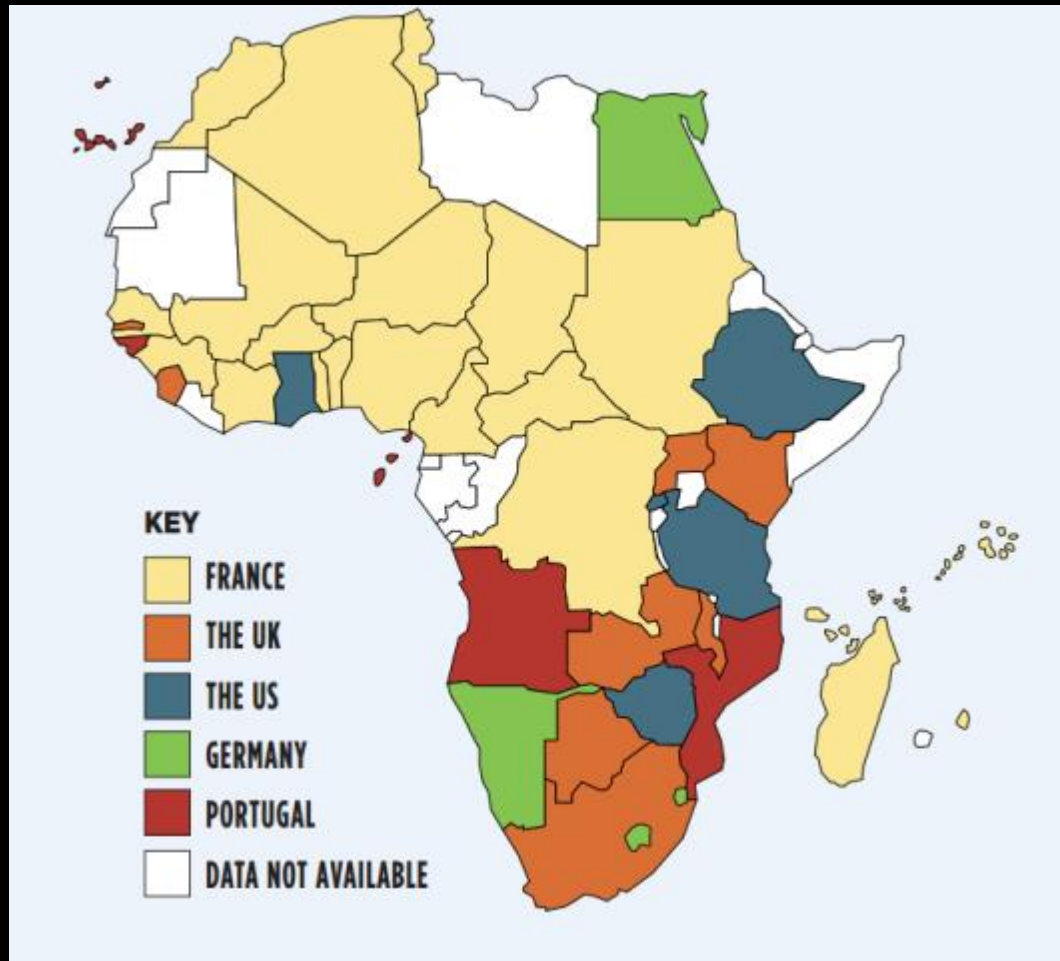 KEY
FRANCE
THE UK
THE US
GERMANY
PORTUGAL
DATA NOT AVAILABLE